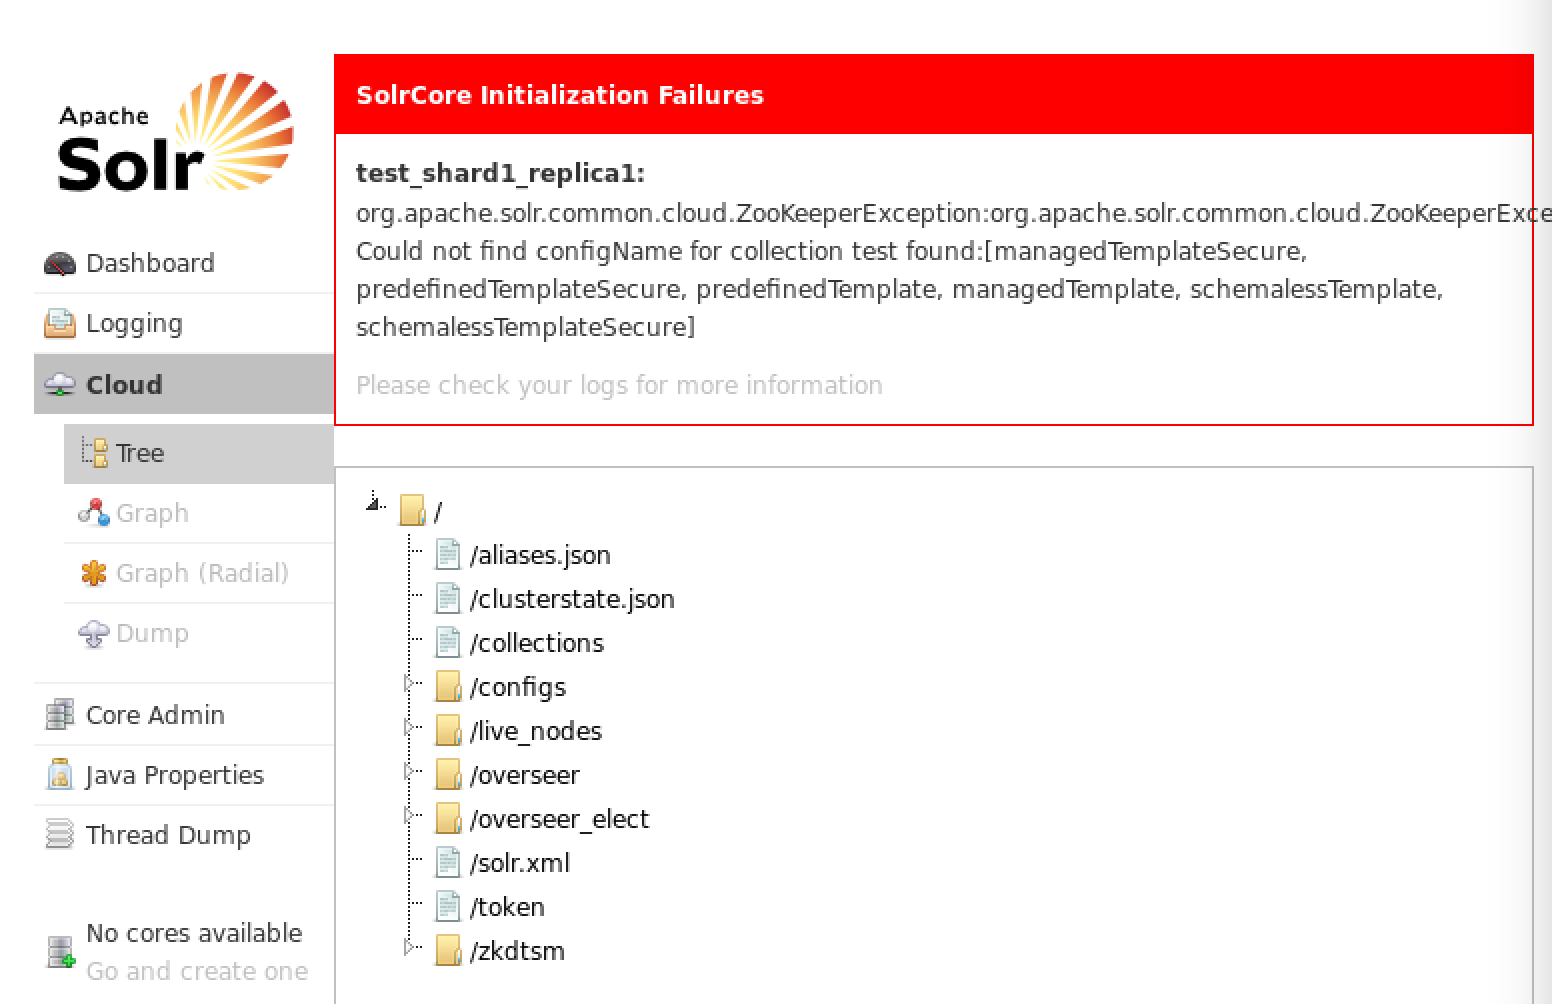 Apache
Solr
Dashboard
Logging
Cloud
Tree
Graph
Graph (Radial)
Dump
Core Admin
Java Properties
Thread Dump
No cores available
Go and create one
SolrCore Initialization Failures
test_shard1_replica1:
org.apache.solr.common.cloud.ZooKeeperException:org.apache.solr.common.cloud.ZooKeeperExce
Could not find configName for collection test found:[managedTemplateSecure,
predefinedTemplateSecure, predefinedTemplate, managedTemplate, schemalessTemplate,
schemalessTemplateSecure]
Please check your logs for more information
/
/aliases.json
/clusterstate.json
/collections
/configs
/live_nodes
/overseer
/overseer_elect
/solr.xml
/token
/zkdtsm